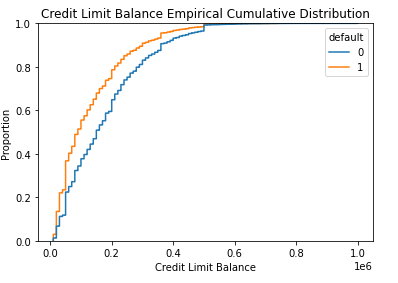 Credit Limit Balance Empirical Cumulative Distribution
1.0
0.8
0.6
0.4
0.2
0.0
Proportion
default
0
1
0.0 0.2 0.4 0.6 0.8 1.0
1e6
Credit Limit Balance